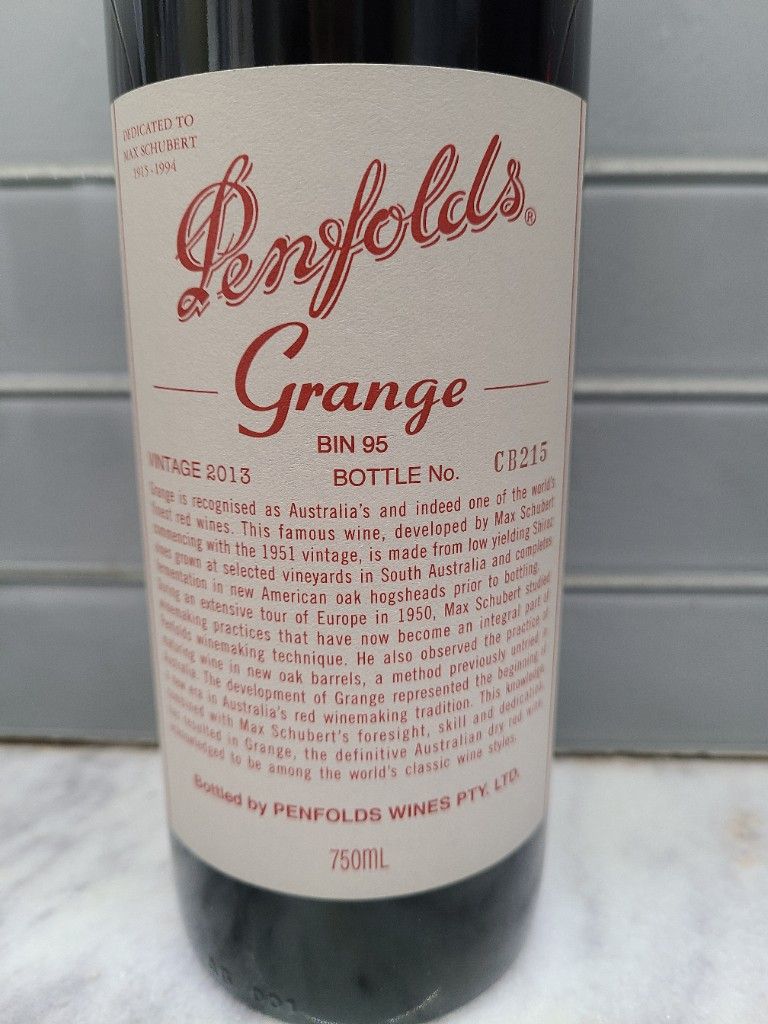 DEDICATED TO
MAX SCHUBERT
1915-1994
Penfolds®
Grange
BIN 95
VINTAGE 2013 BOTTLE No. CB215
Grange is recognised as Australia's and indeed one of the world's
finest red wines. This famous wine, developed by Max Schubert
commencing with the 1951 vintage, is made from low yielding Shiraz
vines grown at selected vineyards in South Australia and completes
fermentation in new American oak hogsheads prior to bottling.
During an extensive tour of Europe in 1950, Max Schubert studied
winemaking practices that have now become an integral part of
Penfolds winemaking technique. He also observed the practice of
maturing wine in new oak barrels, a method previously untried in
Australia. The development of Grange represented the beginning of
a new era in Australia's red winemaking tradition. This knowledge
combined with Max Schubert's foresight, skill and dedication,
has resulted in Grange, the definitive Australian dry red wine,
acknowledged to be among the world's classic wine styles.
Bottled by PENFOLDS WINES PTY. LTD.
750ML